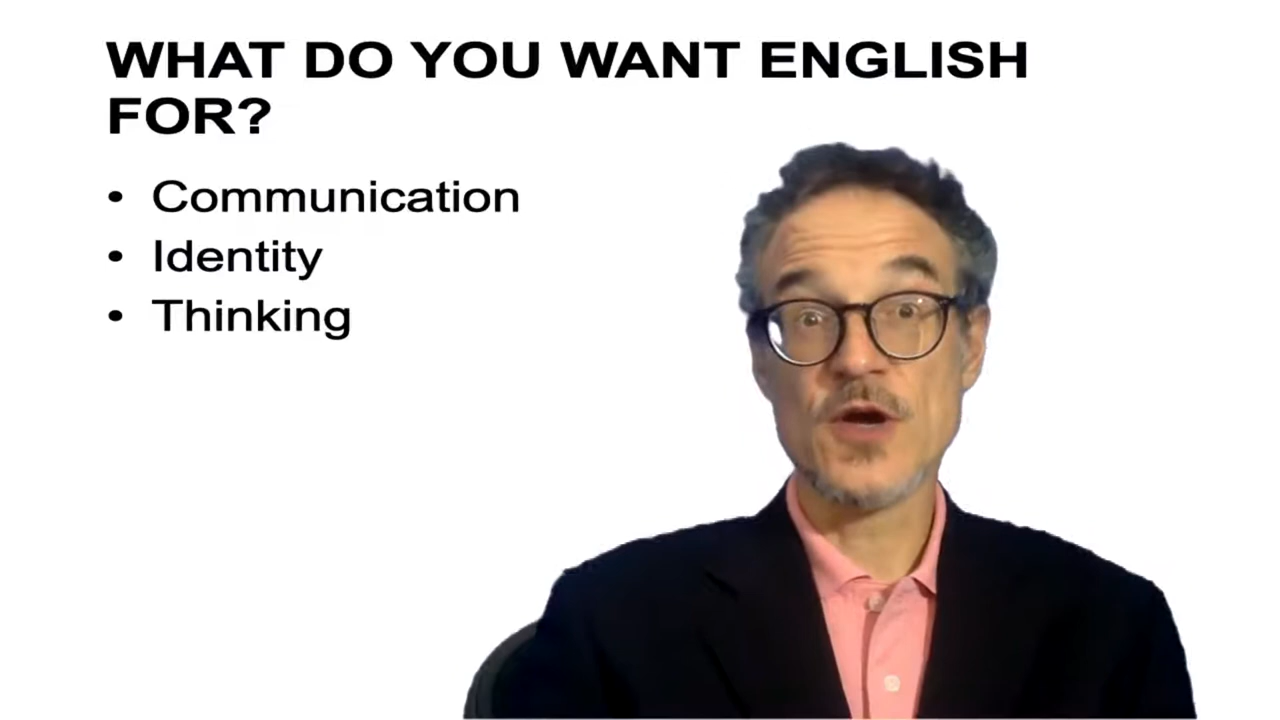 WHAT DO YOU WANT ENGLISH
FOR?
• Communication
• Identity
• Thinking